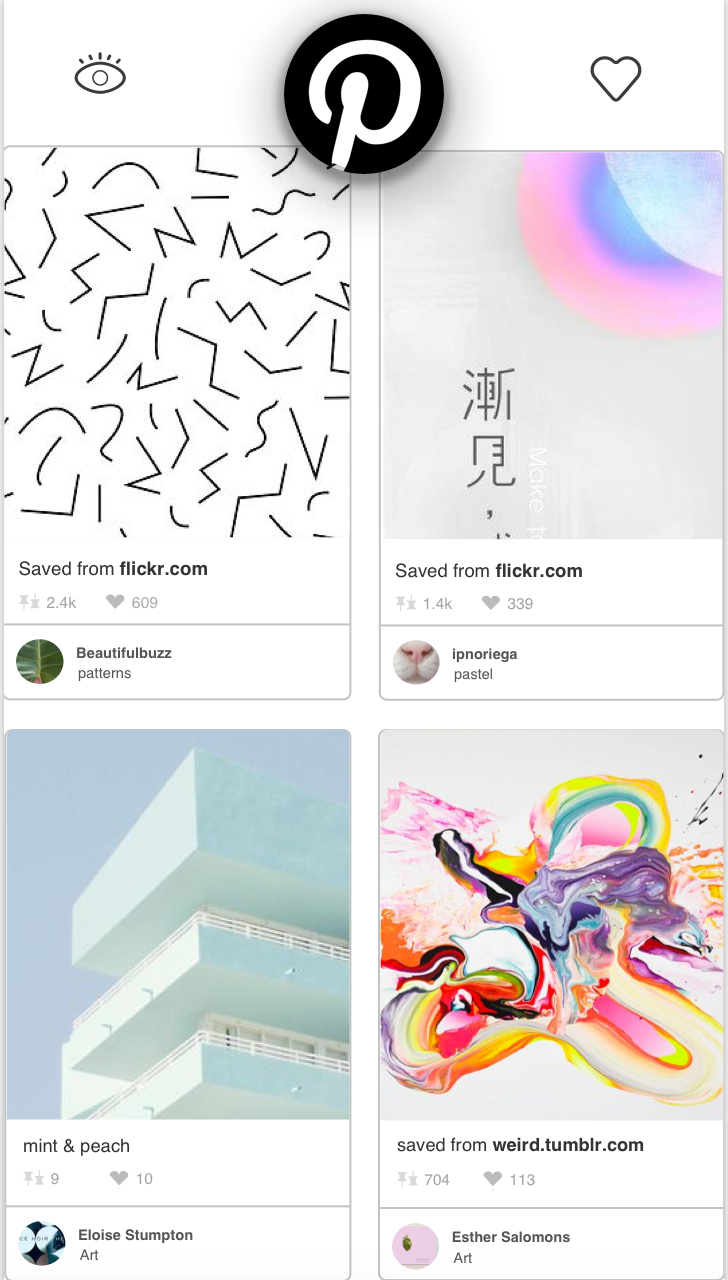 漸
見
，
Make to
Saved from flickr.com
2.4k 609
Beautifulbuzz
patterns
Saved from flickr.com
1.4k 339
ipnoriega
pastel
mint & peach
9 10
Eloise Stumpton
Art
saved from weird.tumblr.com
704 113
Esther Salomons
Art